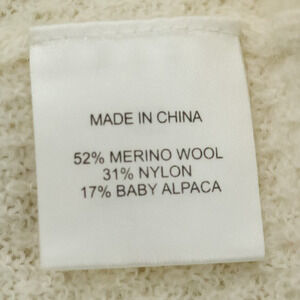 MADE IN CHINA
52% MERINO WOOL
31% NYLON
17% BABY ALPACA